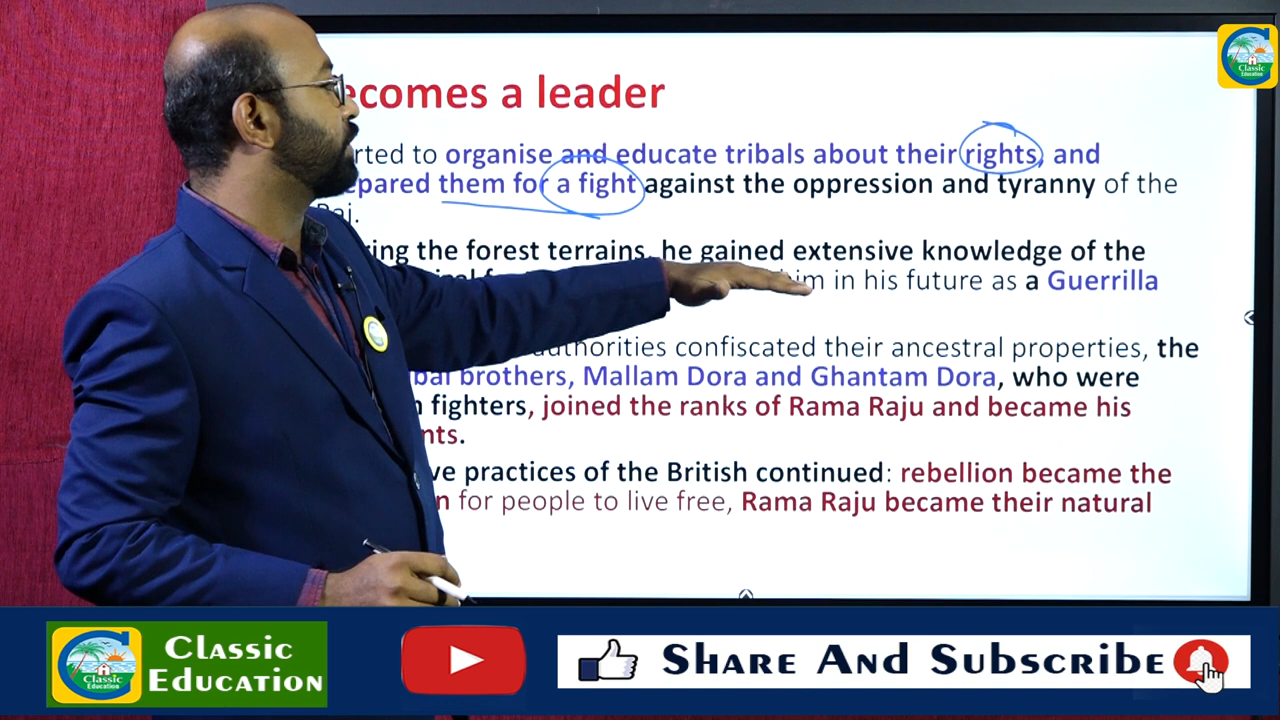 ecomes a leader
rted to organise and educate tribals about their rights, and
epared them for a fight against the oppression and tyranny of the
Raj.
ing the forest terrains, he gained extensive knowledge of the
him in his future as a Guerrilla
authorities confiscated their ancestral properties, the
bal brothers, Mallam Dora and Ghantam Dora, who were
fighters, joined the ranks of Rama Raju and became his
nts.
ve practices of the British continued: rebellion became the
n for people to live free, Rama Raju became their natural
Classic
Education
Classic
Education
Classic
Education
Share And Subscribe